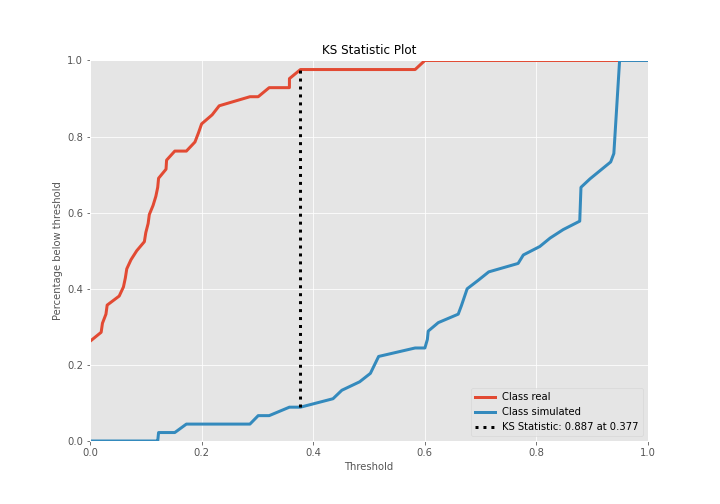 KS Statistic Plot
1.0
0.8
0.6
0.4
0.2
0.0
Percentage below threshold
0.0 0.2 0.4 0.6 0.8 1.0
Threshold
Class real
Class simulated
KS Statistic: 0.887 at 0.377